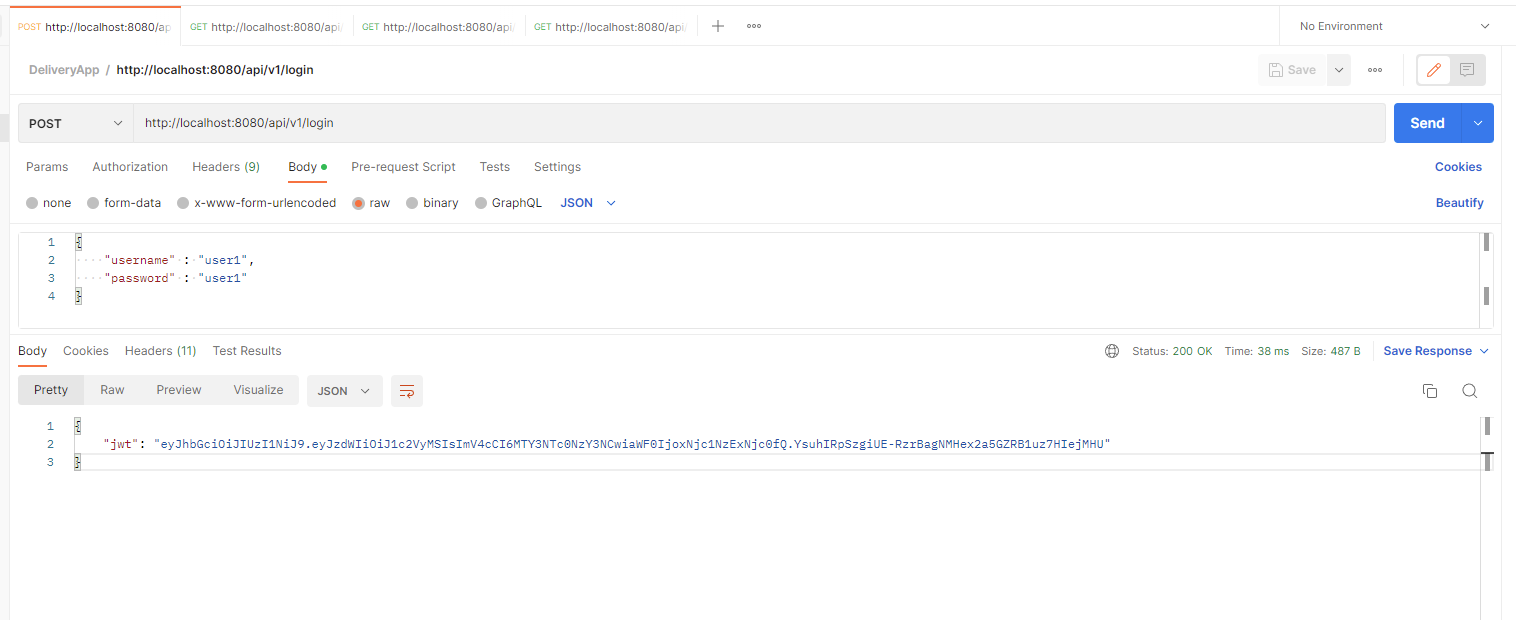 POST http://localhost:8080/ap GET http://localhost:8080/api/ GET http://localhost:8080/api/ GET http://localhost:8080/api/ No Environment
DeliveryApp / http://localhost:8080/api/v1/login Save
POST http://localhost:8080/api/v1/login Send
Params Authorization Headers (9) Body Pre-request Script Tests Settings Cookies
none form-data x-www-form-urlencoded raw binary GraphQL JSON Beautify
1 {
2 "username" : "user1",
3 "password" : "user1"
4 }
Body Cookies Headers (11) Test Results Status: 200 OK Time: 38 ms Size: 487 B Save Response
Pretty Raw Preview Visualize JSON
1 {
2 "jwt": "eyJhbGciOiJIUzI1NiJ9.eyJzdWIiOiJ1c2VyMSIsImV4cCI6MTY3NTc0NzY3NCwiaWF0IjoxNjc1NzExNjc0fQ.YsuhIRpSzgiUE-RzrBagNMHex2a5GZRB1uz7HIejMHU"
3 }